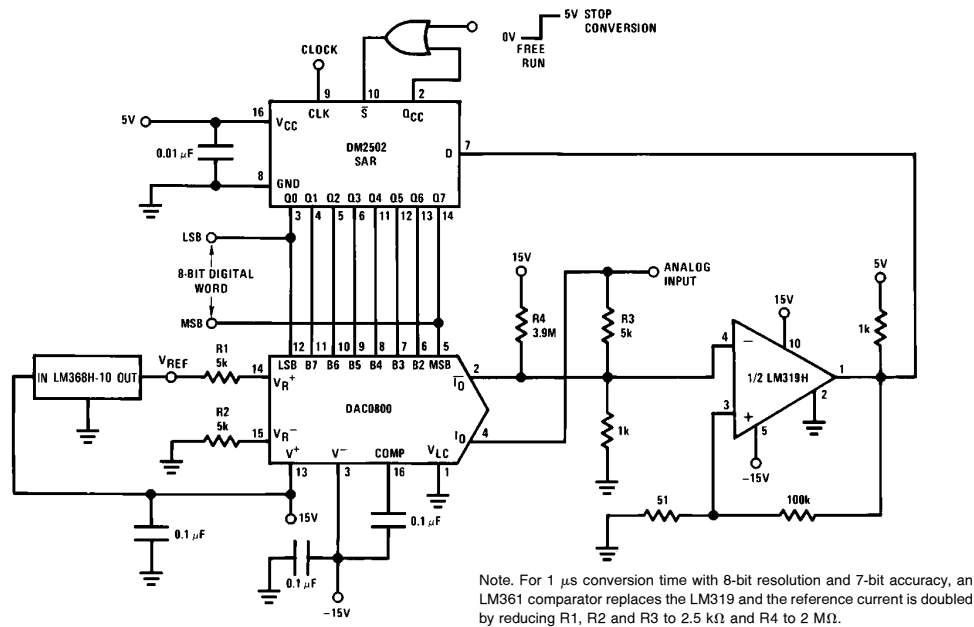 5V STOP CONVERSION
0V FREE RUN
CLOCK
9 10 2
CLK S̅ QCC
5V 16 VCC
DM2502 SAR
D 7
0.01 µF
8 GND
Q0 Q1 Q2 Q3 Q4 Q5 Q6 Q7
3 4 5 6 11 12 13 14
LSB
8-BIT DIGITAL WORD
MSB
15V
ANALOG INPUT
5V
R4 3.9M
R3 5k
15V
1k
12 11 10 9 8 7 6 5
LSB B7 B6 B5 B4 B3 B2 MSB
VREF
R1 5k
IN LM368H-10 OUT
14 VR+
I̅O̅ 2
4 − 10
1/2 LM319H 1
DAC0800
R2 5k
15 VR−
IO 4
1k
3 + 5 2
-15V
V+ V− COMP VLC
13 3 16 1
15V
0.1 µF
0.1 µF
0.1 µF
-15V
51
100k
Note. For 1 µs conversion time with 8-bit resolution and 7-bit accuracy, an
LM361 comparator replaces the LM319 and the reference current is doubled
by reducing R1, R2 and R3 to 2.5 kΩ and R4 to 2 MΩ.